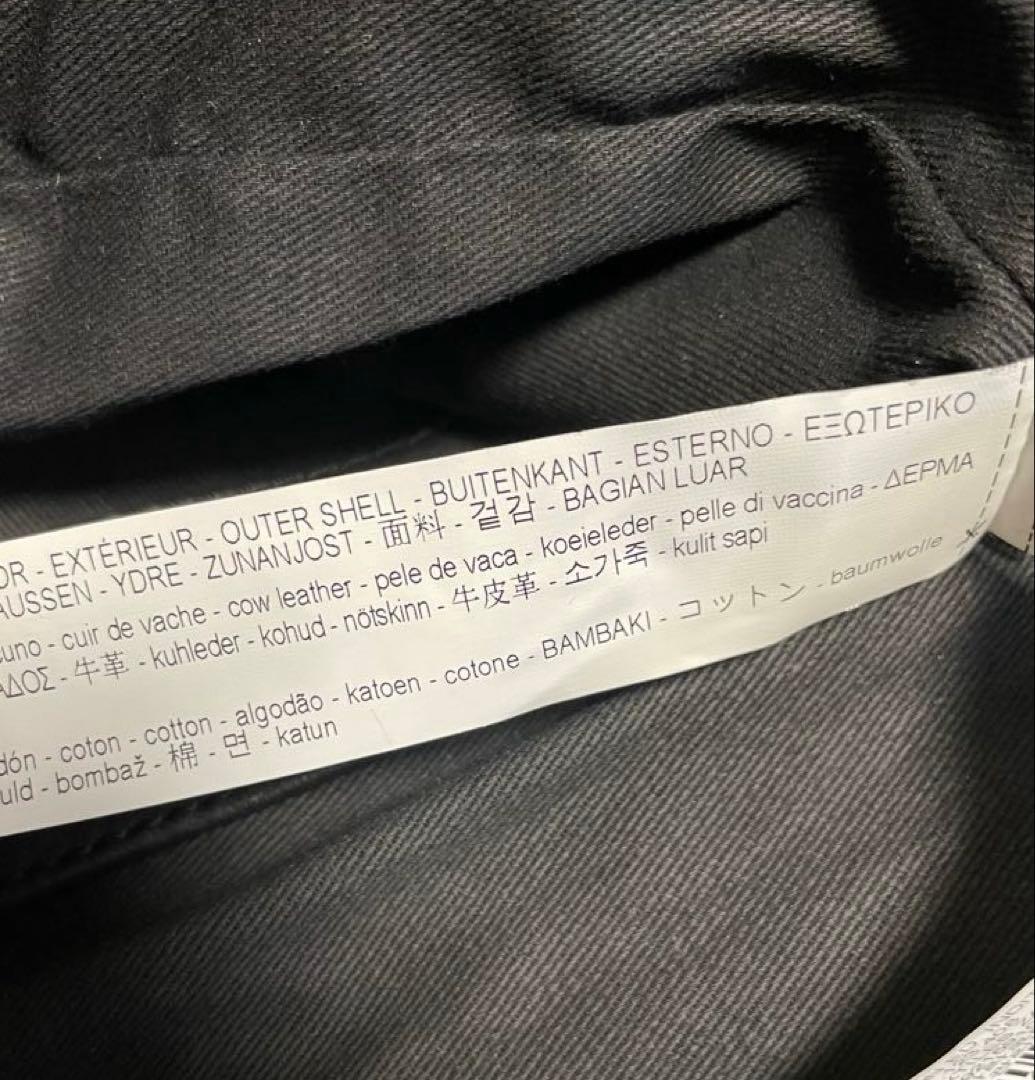 OR - EXTÉRIEUR - OUTER SHELL - BUITENKANT - ESTERNO - ΕΞΩΤΕΡΙΚΟ
AUSSEN - YDRE - ZUNANJOST - 面料 - 겉감 - BAGIAN LUAR
uno - cuir de vache - cow leather - pele de vaca - koeieleder - pelle di vaccina - ΔΕΡΜΑ
ΑΔΟΣ - 牛革 - kuhleder - kohud - nötskinn - 牛皮革 - 소가죽 - kulit sapi
dón - coton - cotton - algodão - katoen - cotone - BAMBAKI - コットン - baumwolle
uld - bombaž - 棉 - 면 - katun